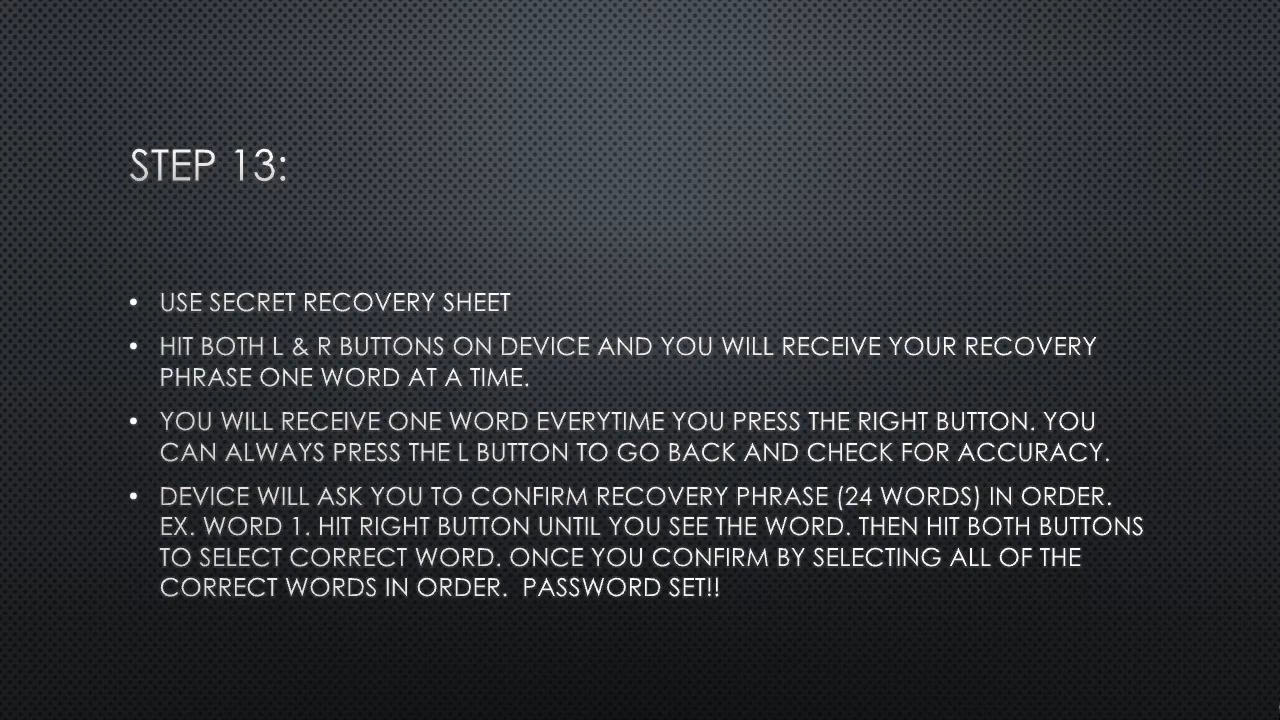 STEP 13:
• USE SECRET RECOVERY SHEET
• HIT BOTH L & R BUTTONS ON DEVICE AND YOU WILL RECEIVE YOUR RECOVERY
PHRASE ONE WORD AT A TIME.
• YOU WILL RECEIVE ONE WORD EVERYTIME YOU PRESS THE RIGHT BUTTON. YOU
CAN ALWAYS PRESS THE L BUTTON TO GO BACK AND CHECK FOR ACCURACY.
• DEVICE WILL ASK YOU TO CONFIRM RECOVERY PHRASE (24 WORDS) IN ORDER.
EX. WORD 1. HIT RIGHT BUTTON UNTIL YOU SEE THE WORD. THEN HIT BOTH BUTTONS
TO SELECT CORRECT WORD. ONCE YOU CONFIRM BY SELECTING ALL OF THE
CORRECT WORDS IN ORDER.  PASSWORD SET!!